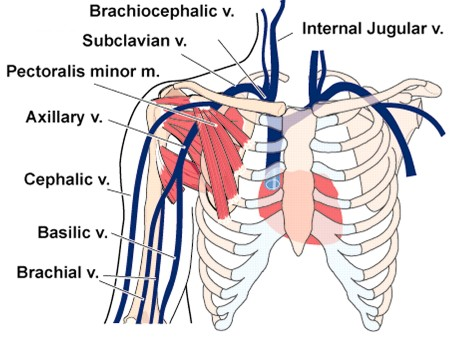 Brachiocephalic v.
Internal Jugular v.
Subclavian v.
Pectoralis minor m.
Axillary v.
Cephalic v.
Basilic v.
Brachial v.